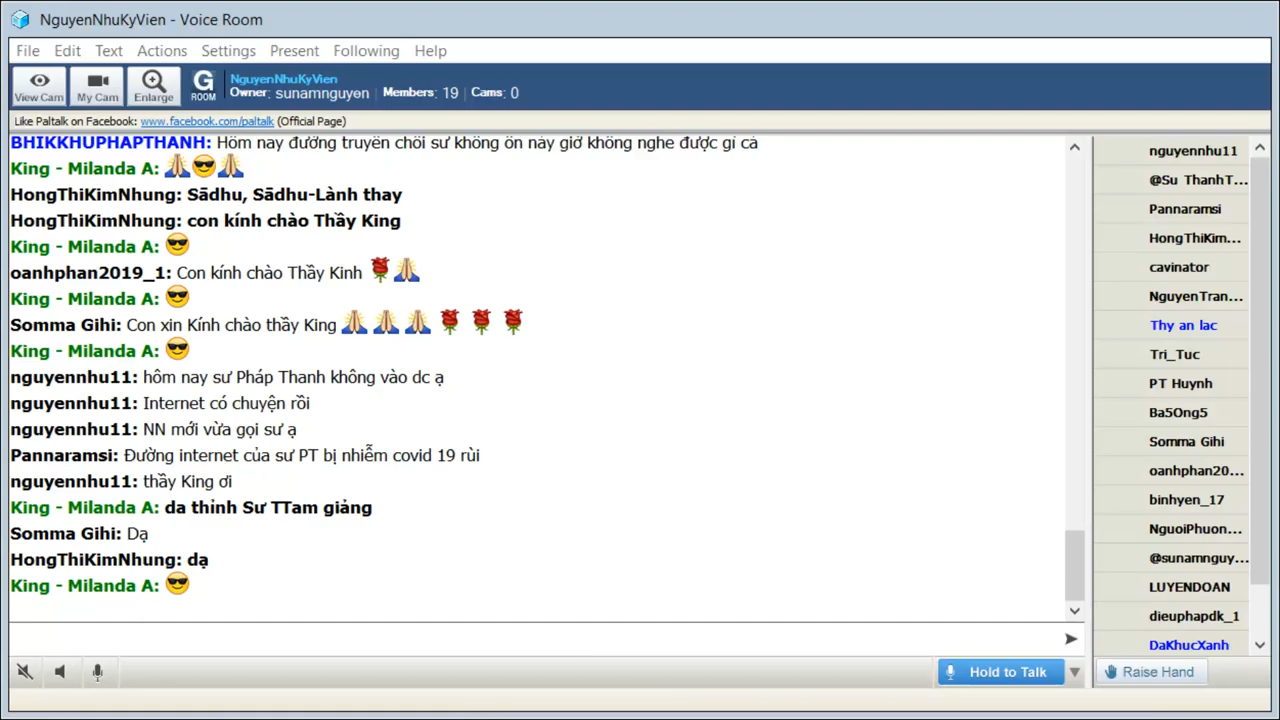 NguyenNhuKyVien - Voice Room
File Edit Text Actions Settings Present Following Help
View Cam My Cam Enlarge G ROOM
NguyenNhuKyVien
Owner: sunamnguyen Members: 19 Cams: 0
Like Paltalk on Facebook: www.facebook.com/paltalk (Official Page)
BHIKKHUPHAPTHANH: Hôm nay đường truyền chỗi sư không ổn này giờ không nghe được gì cả
King - Milanda A:
HongThiKimNhung: Sādhu, Sādhu-Lành thay
HongThiKimNhung: con kính chào Thầy King
King - Milanda A:
oanhphan2019_1: Con kính chào Thầy Kinh
King - Milanda A:
Somma Gihi: Con xin Kính chào thầy King
King - Milanda A:
nguyennhu11: hôm nay sư Pháp Thanh không vào dc ạ
nguyennhu11: Internet có chuyện rồi
nguyennhu11: NN mới vừa gọi sư ạ
Pannaramsi: Đường internet của sư PT bị nhiễm covid 19 rùi
nguyennhu11: thầy King ơi
King - Milanda A: da thỉnh Sư TTam giảng
Somma Gihi: Dạ
HongThiKimNhung: dạ
King - Milanda A:
nguyennhu11
@Su ThanhT...
Pannaramsi
HongThiKim...
cavinator
NguyenTran...
Thy an lac
Tri_Tuc
PT Huynh
Ba5Ong5
Somma Gihi
oanhphan20...
binhyen_17
NguoiPhuon...
@sunamnguy...
LUYENDOAN
dieuphapdk_1
DaKhucXanh
Hold to Talk
Raise Hand